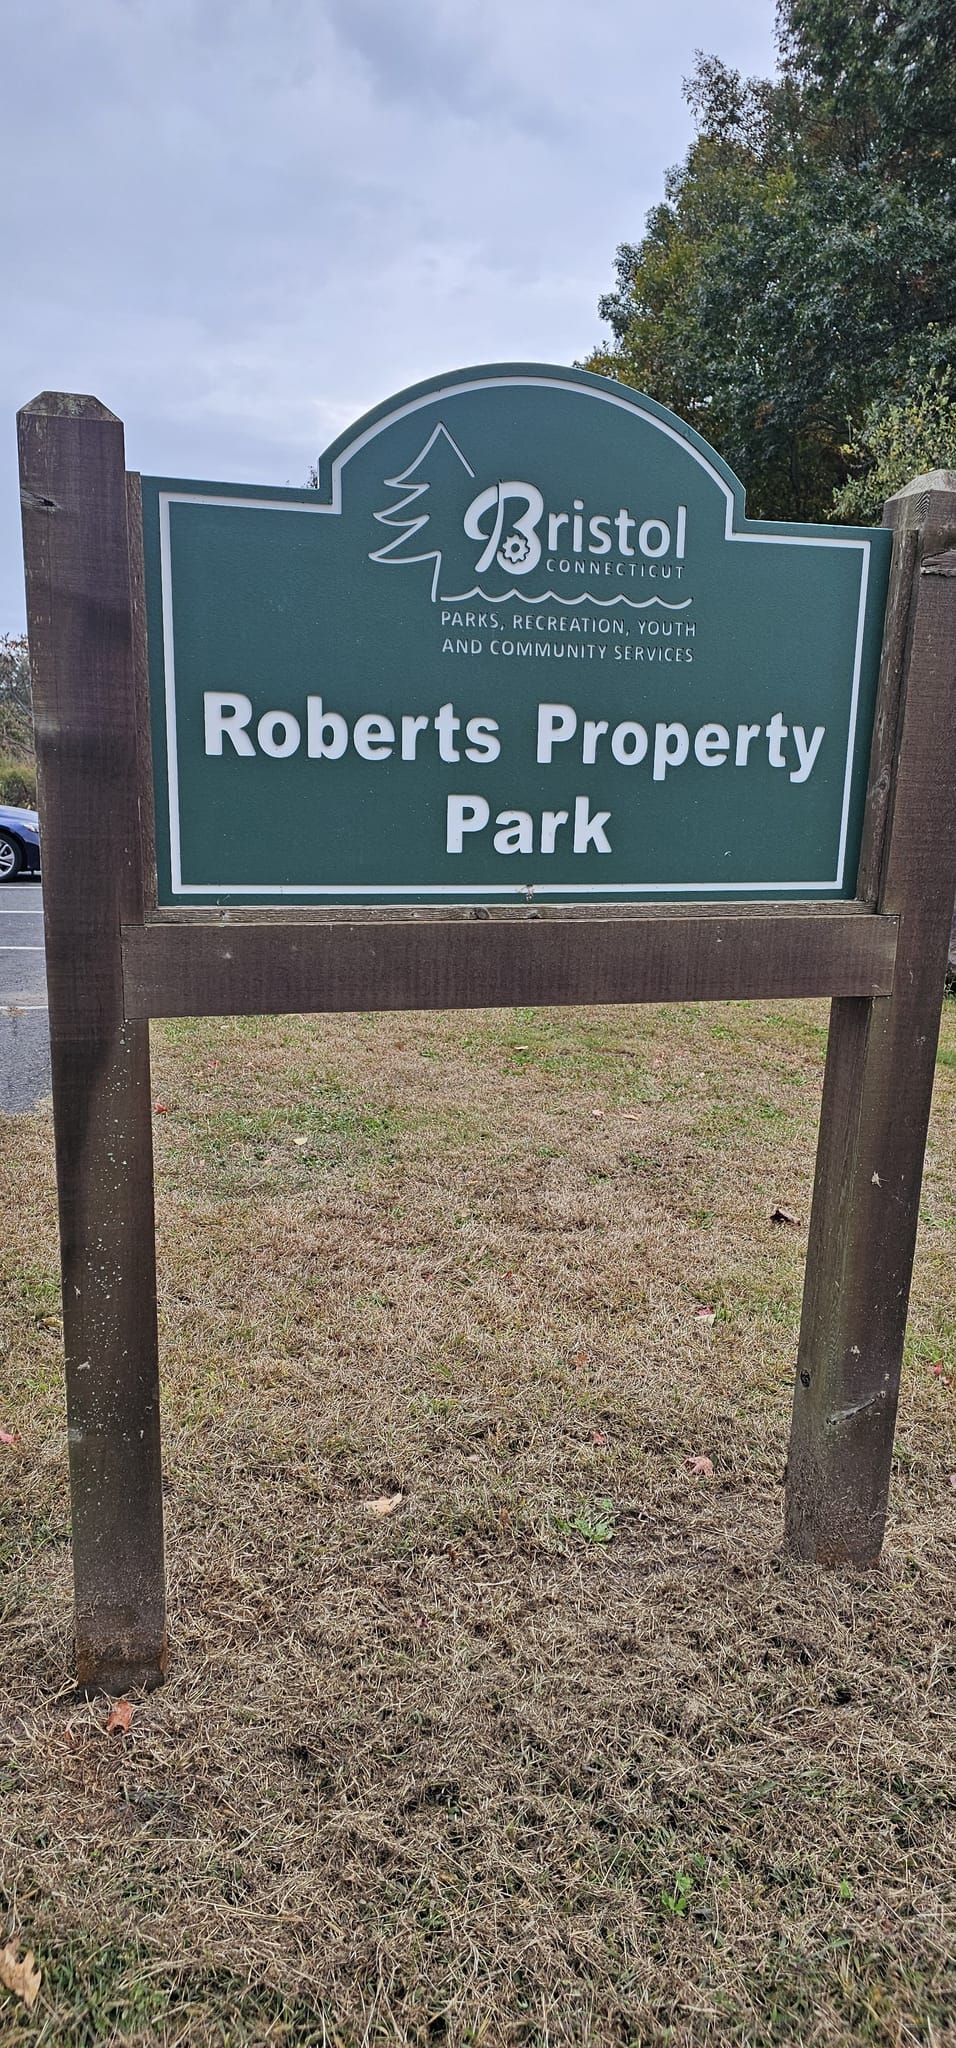 Bristol
CONNECTICUT
PARKS, RECREATION, YOUTH
AND COMMUNITY SERVICES
Roberts Property
Park